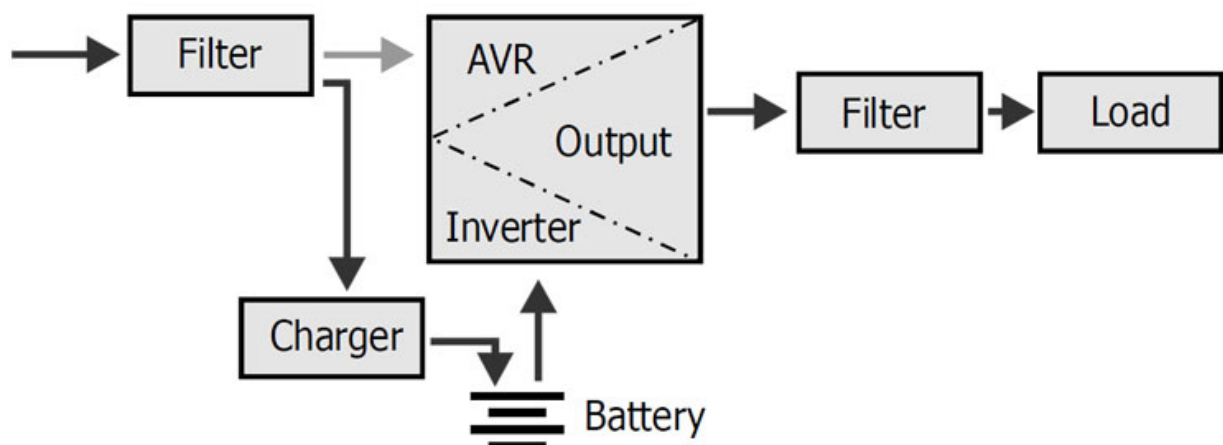 Filter
AVR
Output
Inverter
Filter
Load
Charger
Battery